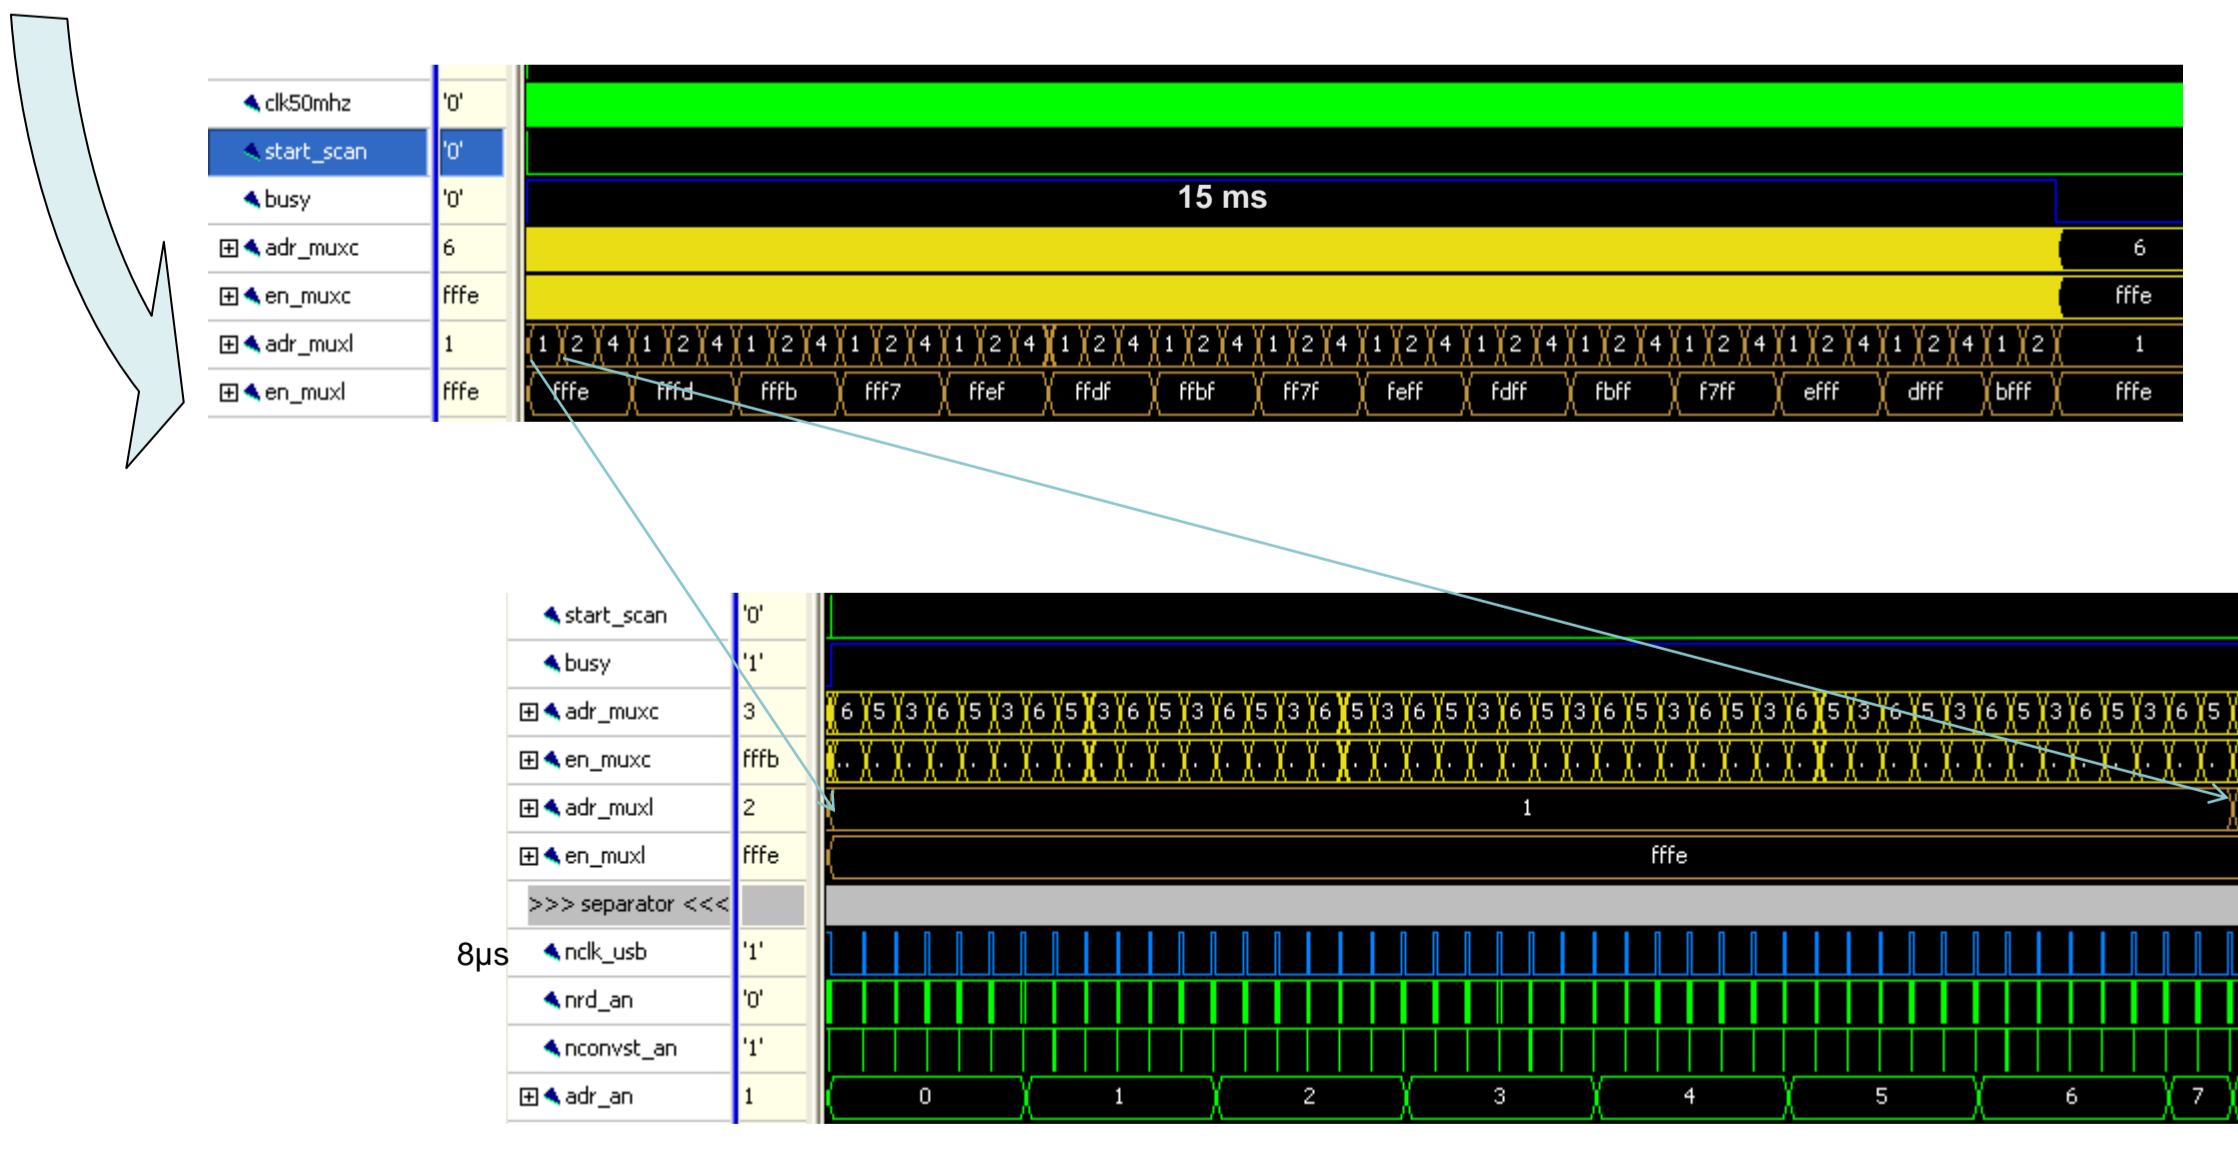 clk50mhz '0'
start_scan '0'
busy '0' 15 ms
adr_muxc 6 6
en_muxc fffe fffe
adr_muxl 1 1 2 4 1 2 4 1 2 4 1 2 4 1 2 4 1 2 4 1 2 4 1 2 4 1 2 4 1 2 4 1 2 4 1 2 4 1 2 4 1 2 4 1 2 1
en_muxl fffe fffe fffd fffb fff7 ffef ffdf ffbf ff7f feff fdff fbff f7ff efff dfff bfff fffe
start_scan '0'
busy '1'
adr_muxc 3 6 5 3 6 5 3 6 5 3 6 5 3 6 5 3 6 5 3 6 5 3 6 5 3 6 5 3 6 5 3 6 5 3 6 5 3 6 5 3 6 5 3 6 5
en_muxc fffb
adr_muxl 2 1
en_muxl fffe fffe
>>> separator <<<
8µs nclk_usb '1'
nrd_an '0'
nconvst_an '1'
adr_an 1 0 1 2 3 4 5 6 7